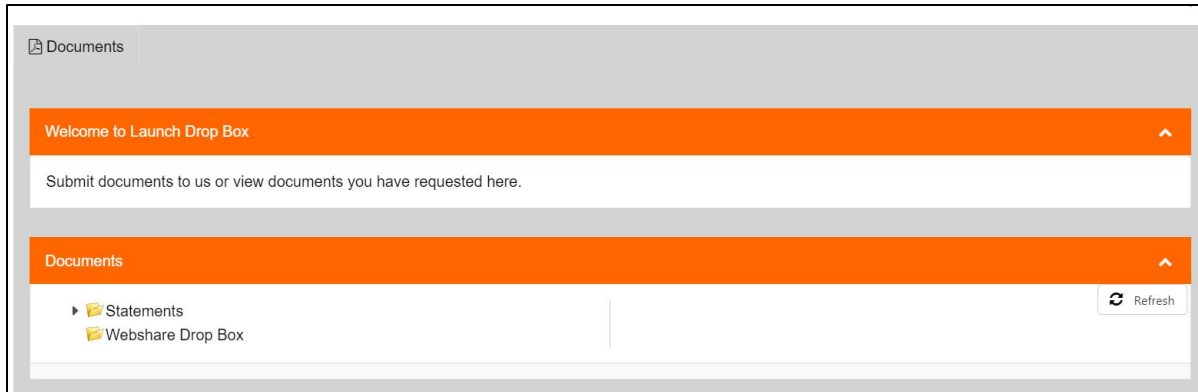 Documents
Welcome to Launch Drop Box
Submit documents to us or view documents you have requested here.
Documents
Refresh
Statements
Webshare Drop Box